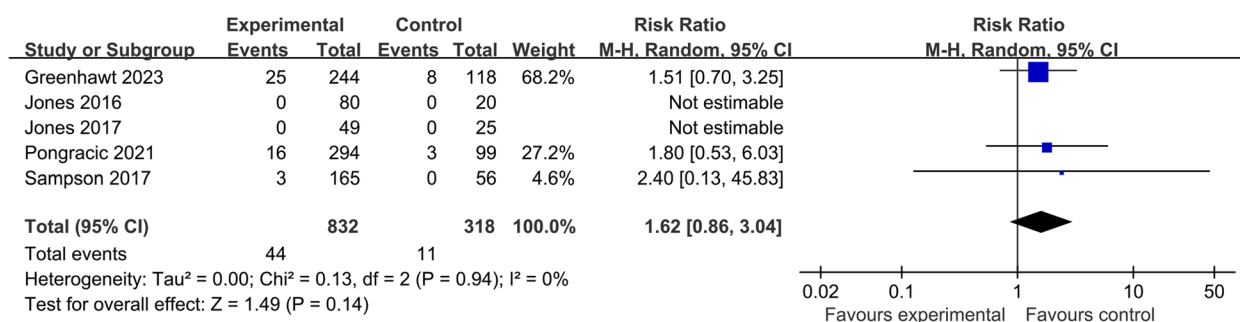 Experimental Control Risk Ratio Risk Ratio
Study or Subgroup Events Total Events Total Weight M-H, Random, 95% CI M-H, Random, 95% CI
Greenhawt 2023 25 244 8 118 68.2% 1.51 [0.70, 3.25]
Jones 2016 0 80 0 20 Not estimable
Jones 2017 0 49 0 25 Not estimable
Pongracic 2021 16 294 3 99 27.2% 1.80 [0.53, 6.03]
Sampson 2017 3 165 0 56 4.6% 2.40 [0.13, 45.83]
Total (95% CI) 832 318 100.0% 1.62 [0.86, 3.04]
Total events 44 11
Heterogeneity: Tau² = 0.00; Chi² = 0.13, df = 2 (P = 0.94); I² = 0%
Test for overall effect: Z = 1.49 (P = 0.14)
0.02 0.1 1 10 50
Favours experimental Favours control